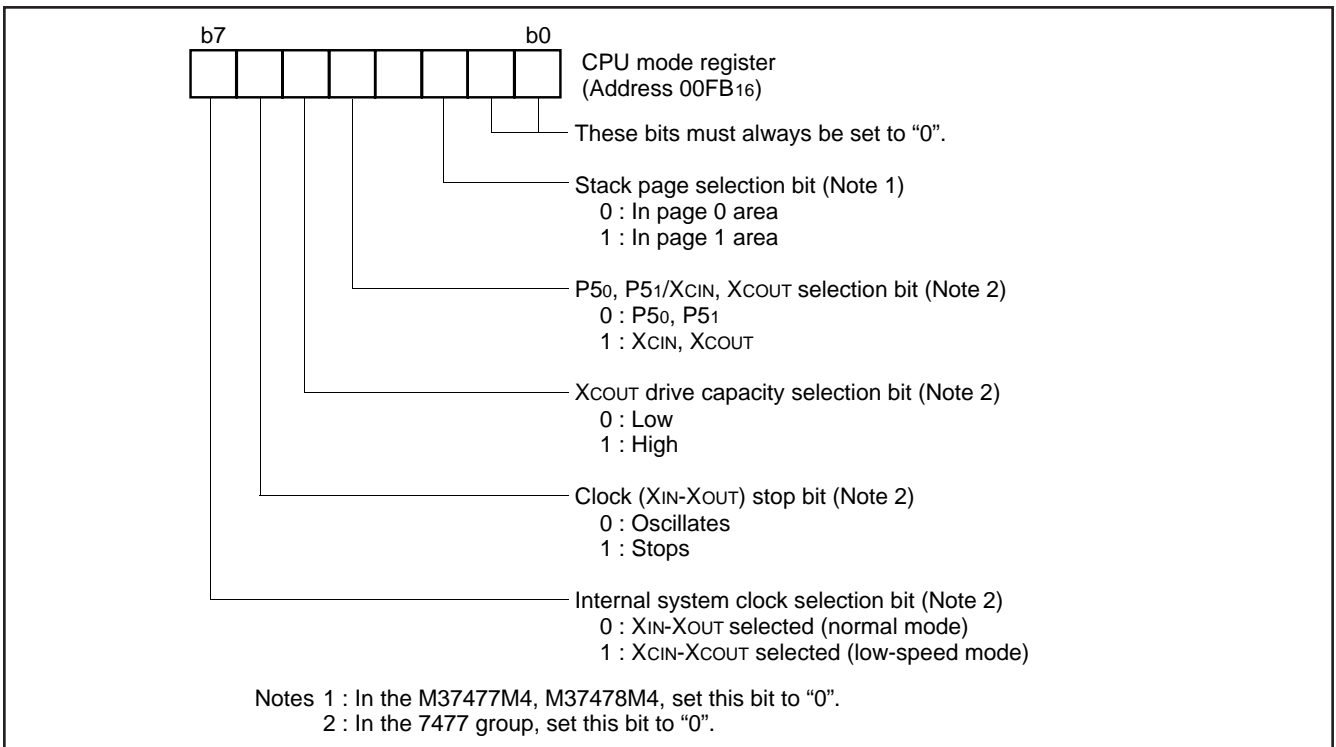 b7 b0
CPU mode register
(Address 00FB16)
These bits must always be set to “0”.
Stack page selection bit (Note 1)
0 : In page 0 area
1 : In page 1 area
P50, P51/XCIN, XCOUT selection bit (Note 2)
0 : P50, P51
1 : XCIN, XCOUT
XCOUT drive capacity selection bit (Note 2)
0 : Low
1 : High
Clock (XIN-XOUT) stop bit (Note 2)
0 : Oscillates
1 : Stops
Internal system clock selection bit (Note 2)
0 : XIN-XOUT selected (normal mode)
1 : XCIN-XCOUT selected (low-speed mode)
Notes 1 : In the M37477M4, M37478M4, set this bit to “0”.
2 : In the 7477 group, set this bit to “0”.